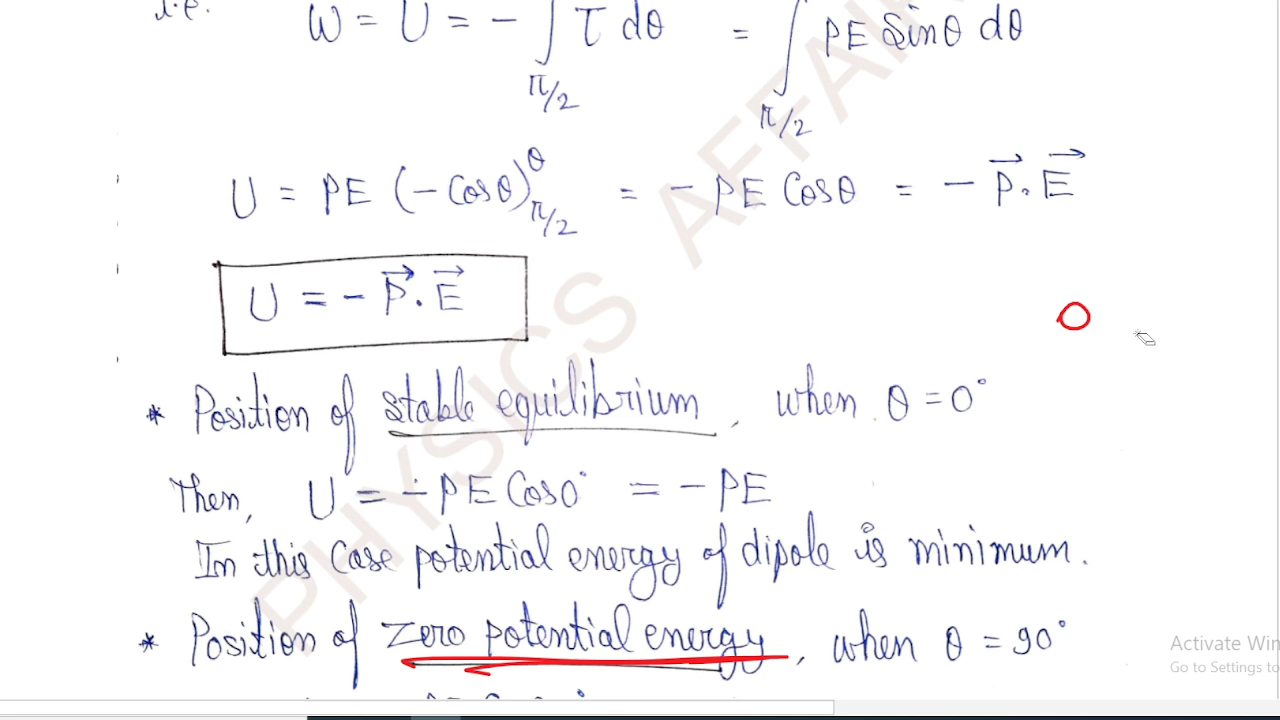 i.e.
W = U = - ∫ τ dθ = ∫ PE Sinθ dθ
π/2 π/2
U = PE (-Cosθ)θ π/2 = - PE Cosθ = - P⃗. E⃗
U = - P⃗. E⃗
* Position of stable equilibrium, when θ = 0°
Then, U = - PE Cos0° = - PE
In this Case potential energy of dipole is minimum.
* Position of Zero potential energy, when θ = 90°
PHYSICS AFFAIR
Activate Win
Go to Settings to